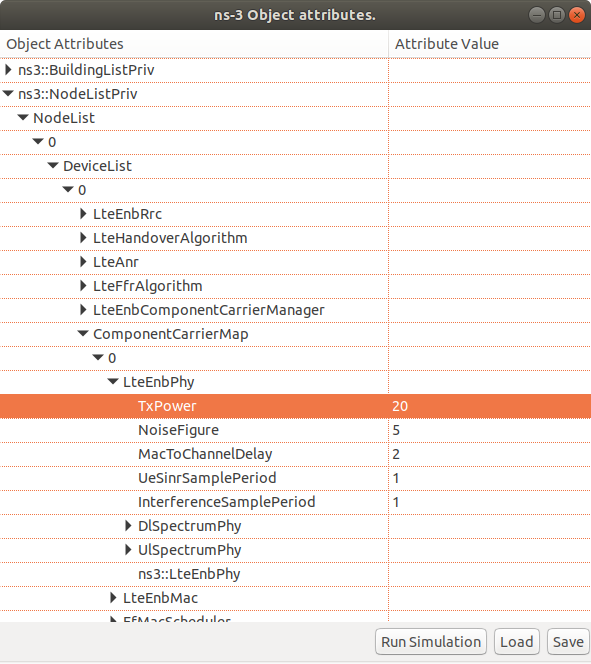 ns-3 Object attributes.
Object Attributes Attribute Value
ns3::BuildingListPriv
ns3::NodeListPriv
NodeList
0
DeviceList
0
LteEnbRrc
LteHandoverAlgorithm
LteAnr
LteFfrAlgorithm
LteEnbComponentCarrierManager
ComponentCarrierMap
0
LteEnbPhy
TxPower 20
NoiseFigure 5
MacToChannelDelay 2
UeSinrSamplePeriod 1
InterferenceSamplePeriod 1
DlSpectrumPhy
UlSpectrumPhy
ns3::LteEnbPhy
LteEnbMac
FfMacScheduler
Run Simulation Load Save